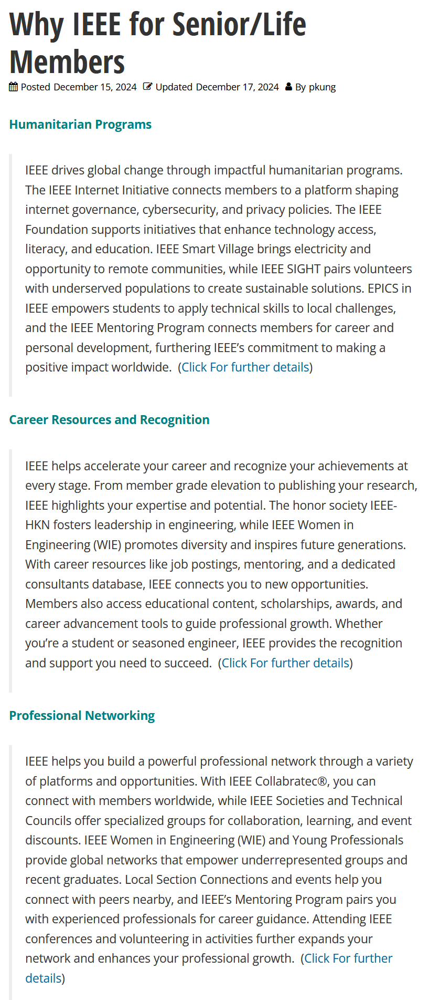 Why IEEE for Senior/Life
Members
Posted December 15, 2024 Updated December 17, 2024 By pkung
Humanitarian Programs
IEEE drives global change through impactful humanitarian programs.
The IEEE Internet Initiative connects members to a platform shaping
internet governance, cybersecurity, and privacy policies. The IEEE
Foundation supports initiatives that enhance technology access,
literacy, and education. IEEE Smart Village brings electricity and
opportunity to remote communities, while IEEE SIGHT pairs volunteers
with underserved populations to create sustainable solutions. EPICS in
IEEE empowers students to apply technical skills to local challenges,
and the IEEE Mentoring Program connects members for career and
personal development, furthering IEEE’s commitment to making a
positive impact worldwide. (Click For further details)
Career Resources and Recognition
IEEE helps accelerate your career and recognize your achievements at
every stage. From member grade elevation to publishing your research,
IEEE highlights your expertise and potential. The honor society IEEE-
HKN fosters leadership in engineering, while IEEE Women in
Engineering (WIE) promotes diversity and inspires future generations.
With career resources like job postings, mentoring, and a dedicated
consultants database, IEEE connects you to new opportunities.
Members also access educational content, scholarships, awards, and
career advancement tools to guide professional growth. Whether
you’re a student or seasoned engineer, IEEE provides the recognition
and support you need to succeed. (Click For further details)
Professional Networking
IEEE helps you build a powerful professional network through a variety
of platforms and opportunities. With IEEE Collabratec®, you can
connect with members worldwide, while IEEE Societies and Technical
Councils offer specialized groups for collaboration, learning, and event
discounts. IEEE Women in Engineering (WIE) and Young Professionals
provide global networks that empower underrepresented groups and
recent graduates. Local Section Connections and events help you
connect with peers nearby, and IEEE’s Mentoring Program pairs you
with experienced professionals for career guidance. Attending IEEE
conferences and volunteering in activities further expands your
network and enhances your professional growth. (Click For further
details)